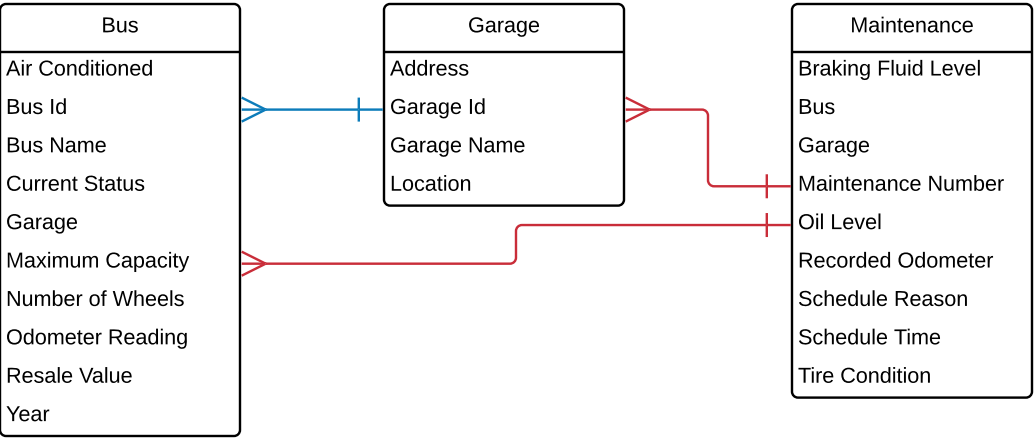 Bus
Air Conditioned
Bus Id
Bus Name
Current Status
Garage
Maximum Capacity
Number of Wheels
Odometer Reading
Resale Value
Year
Garage
Address
Garage Id
Garage Name
Location
Maintenance
Braking Fluid Level
Bus
Garage
Maintenance Number
Oil Level
Recorded Odometer
Schedule Reason
Schedule Time
Tire Condition